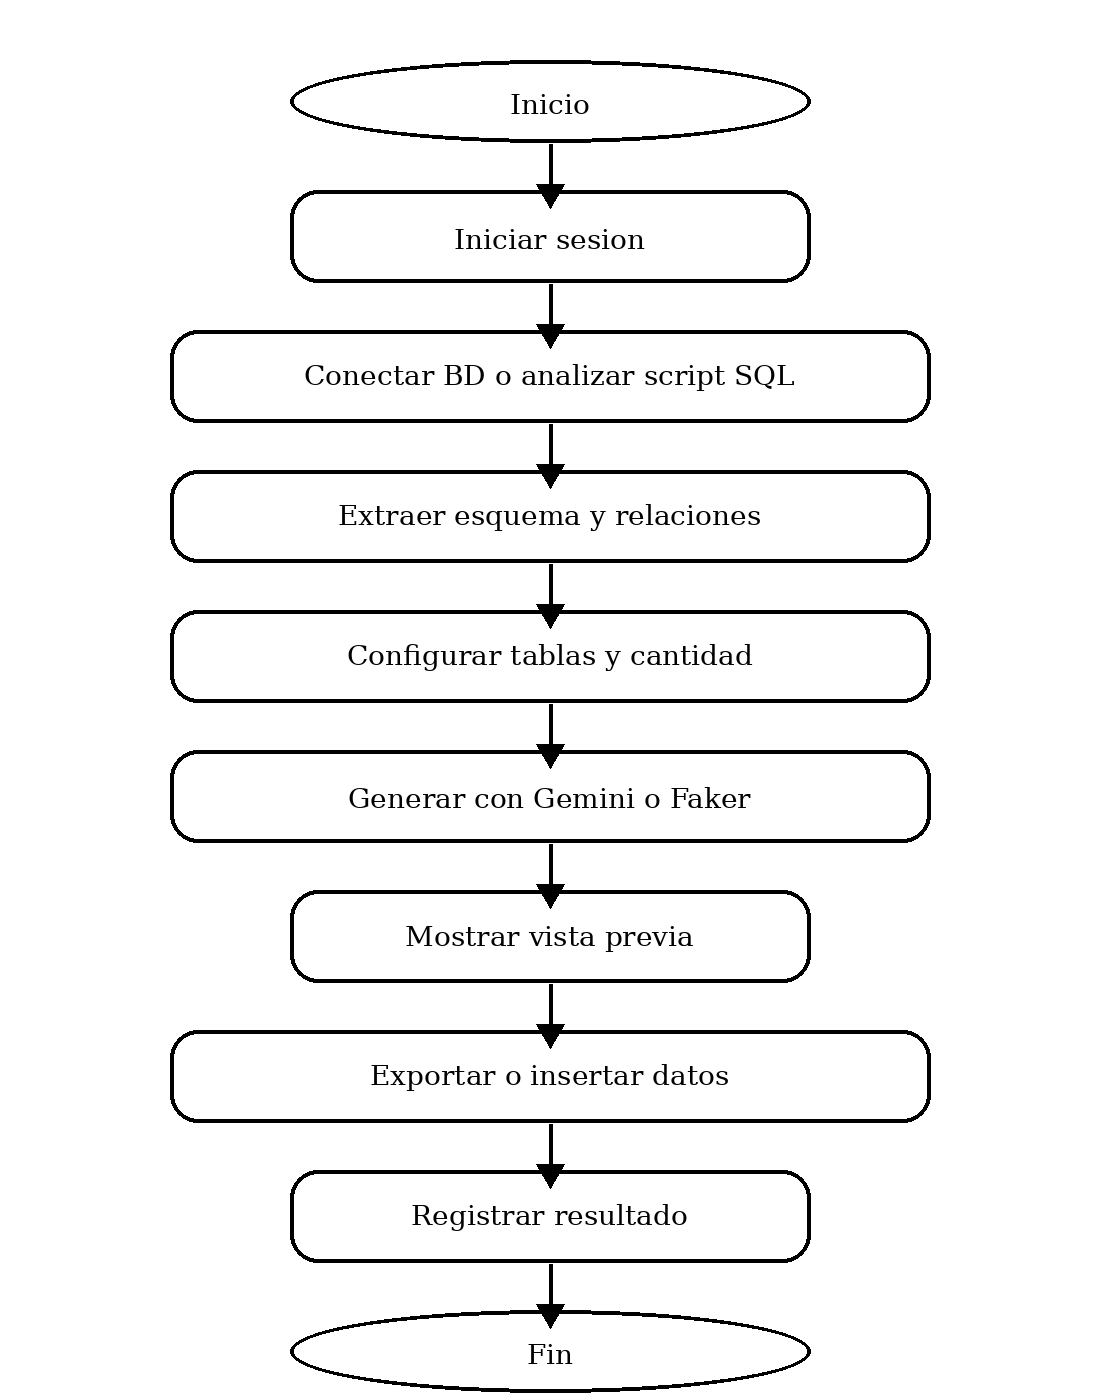 Inicio
Iniciar sesion
Conectar BD o analizar script SQL
Extraer esquema y relaciones
Configurar tablas y cantidad
Generar con Gemini o Faker
Mostrar vista previa
Exportar o insertar datos
Registrar resultado
Fin